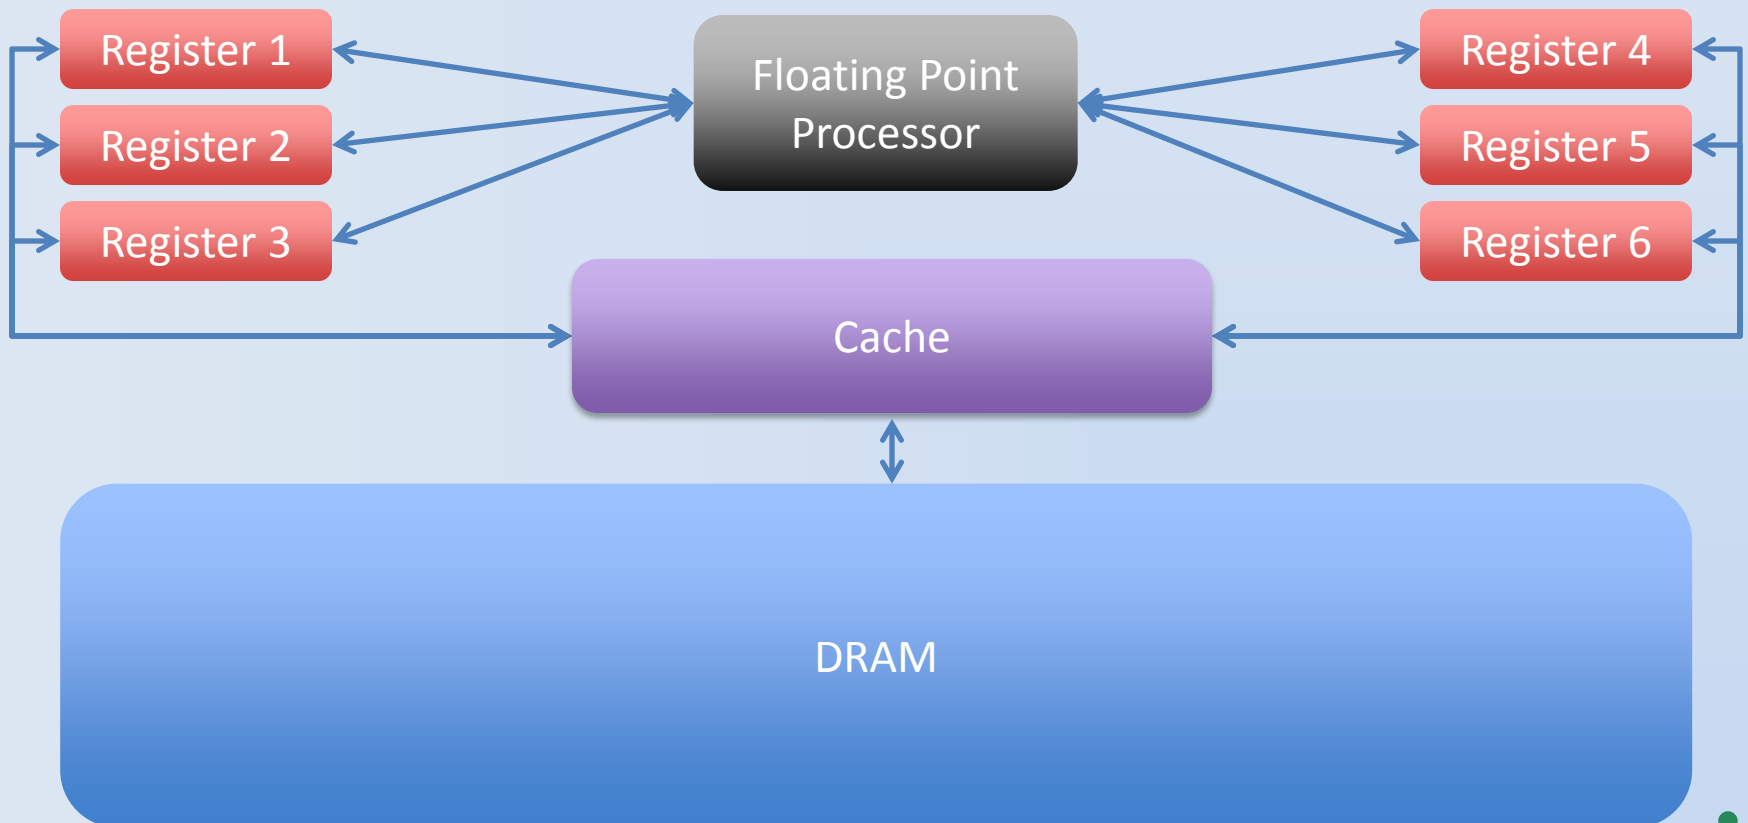 Register 1
Floating Point
Processor
Register 4
Register 2
Register 5
Register 3
Register 6
Cache
DRAM